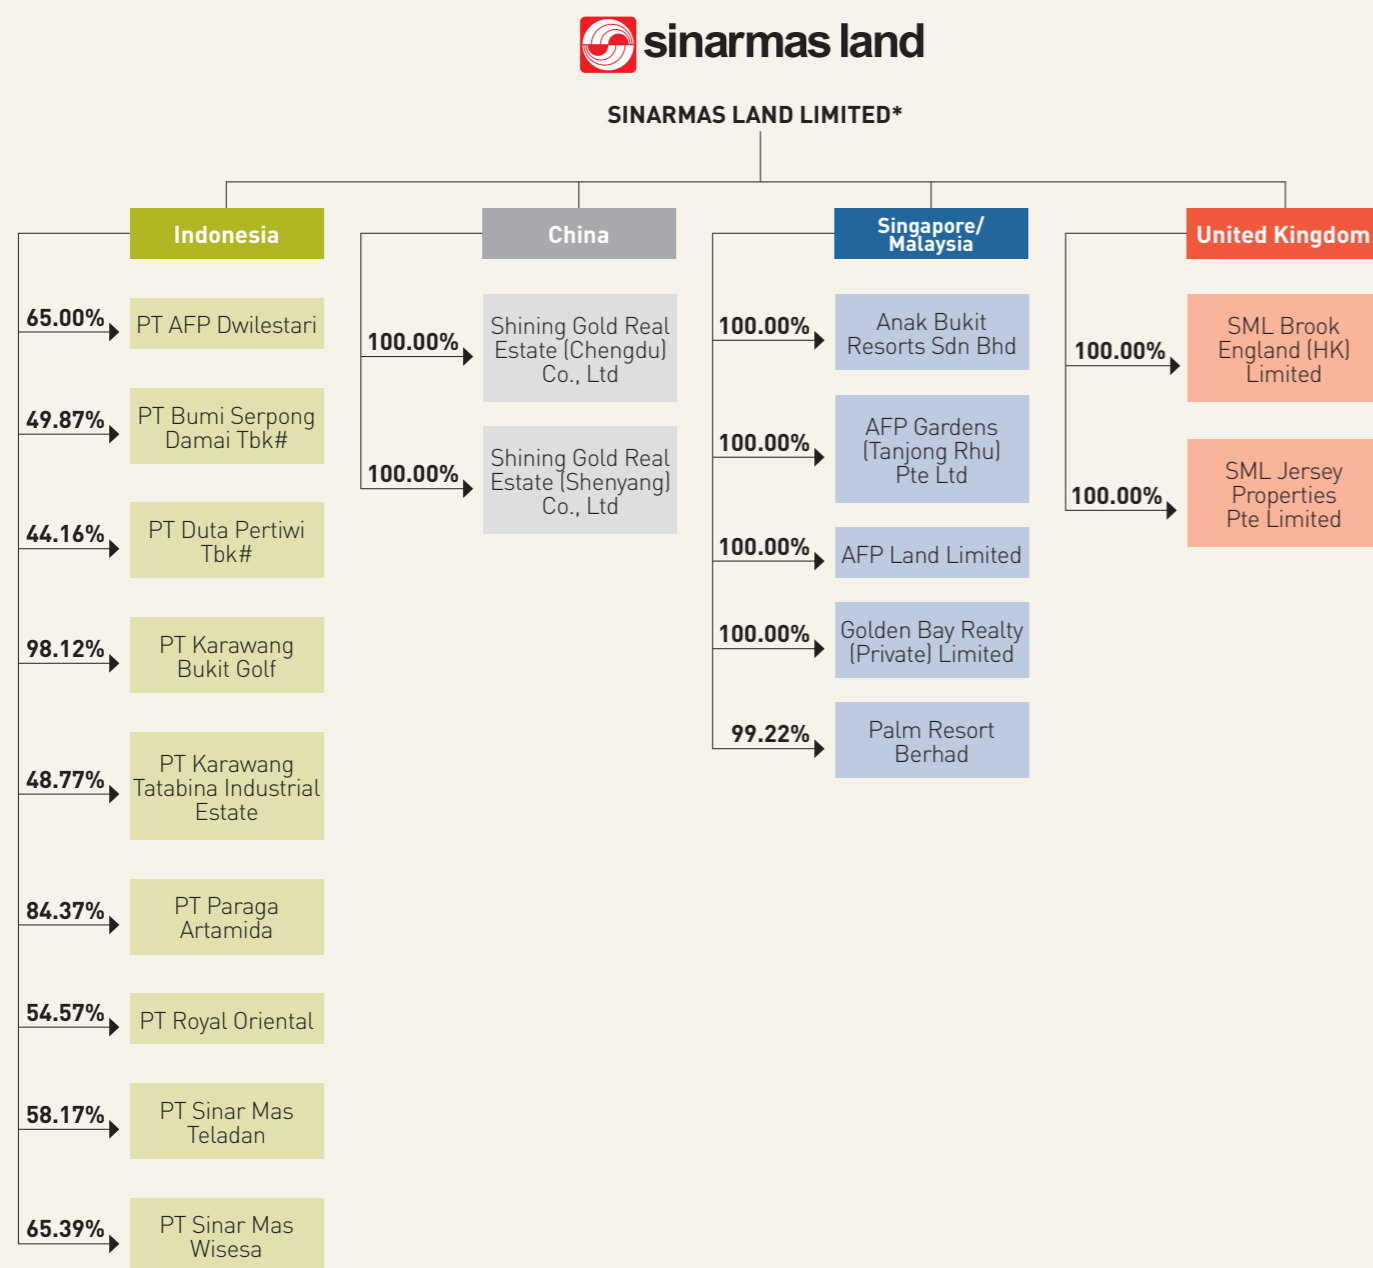 sinarmas land
SINARMAS LAND LIMITED*
Indonesia
65.00%
PT AFP Dwilestari
49.87%
PT Bumi Serpong
Damai Tbk#
44.16%
PT Duta Pertiwi
Tbk#
98.12%
PT Karawang
Bukit Golf
48.77%
PT Karawang
Tatabina Industrial
Estate
84.37%
PT Paraga
Artamida
54.57%
PT Royal Oriental
58.17%
PT Sinar Mas
Teladan
65.39%
PT Sinar Mas
Wisesa
China
100.00%
Shining Gold Real
Estate (Chengdu)
Co., Ltd
100.00%
Shining Gold Real
Estate (Shenyang)
Co., Ltd
Singapore/
Malaysia
100.00%
Anak Bukit
Resorts Sdn Bhd
100.00%
AFP Gardens
(Tanjong Rhu)
Pte Ltd
100.00%
AFP Land Limited
100.00%
Golden Bay Realty
(Private) Limited
99.22%
Palm Resort
Berhad
United Kingdom
100.00%
SML Brook
England (HK)
Limited
100.00%
SML Jersey
Properties
Pte Limited